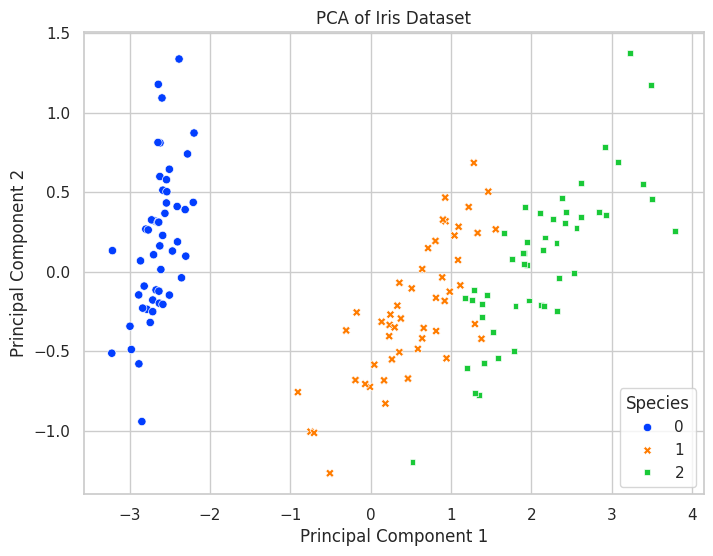 PCA of Iris Dataset
1.5
1.0
0.5
0.0
−0.5
−1.0
Principal Component 2
Species
0
1
2
−3 −2 −1 0 1 2 3 4
Principal Component 1